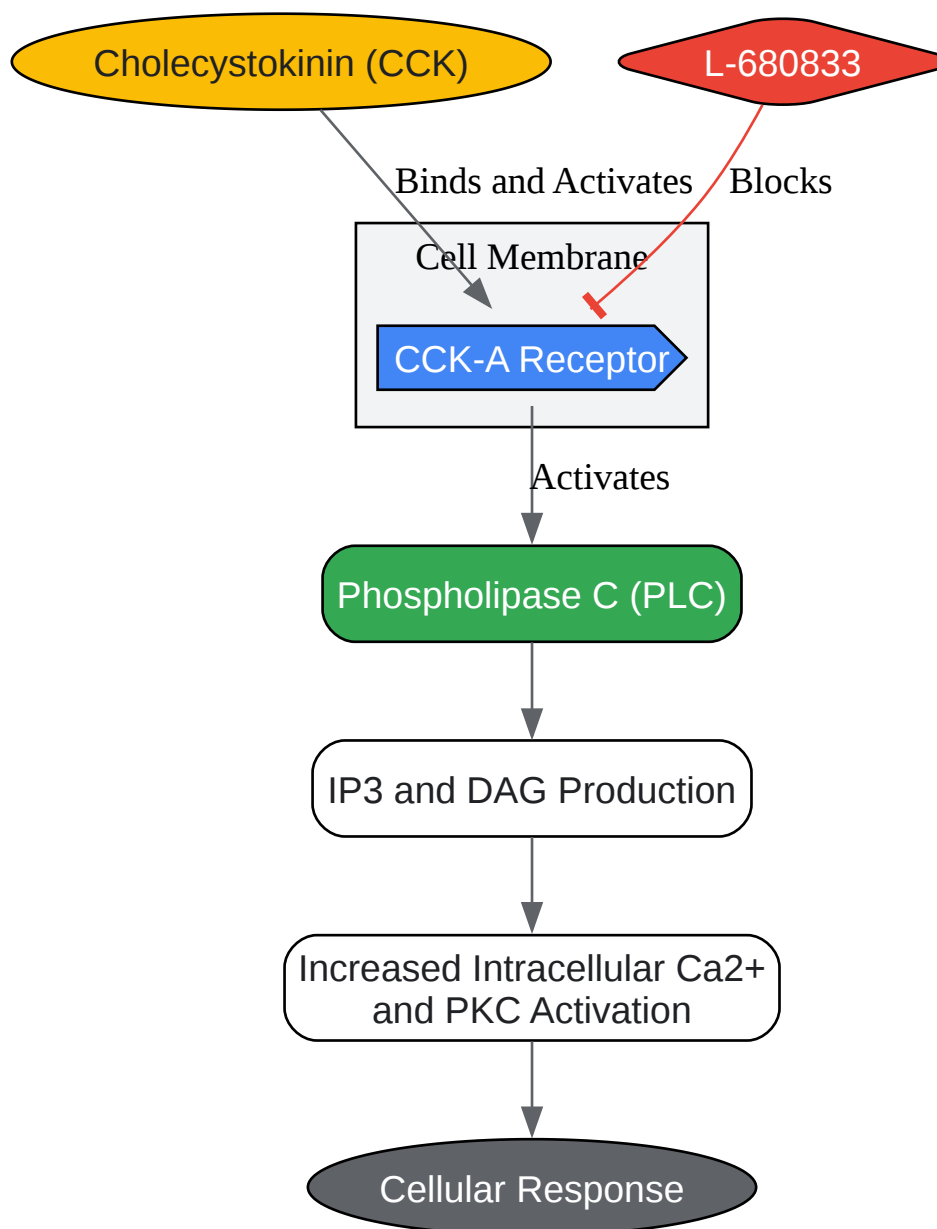 Cholecystokinin (CCK)
L-680833
Binds and Activates
Blocks
Cell Membrane
CCK-A Receptor
Activates
Phospholipase C (PLC)
IP3 and DAG Production
Increased Intracellular Ca2+
and PKC Activation
Cellular Response